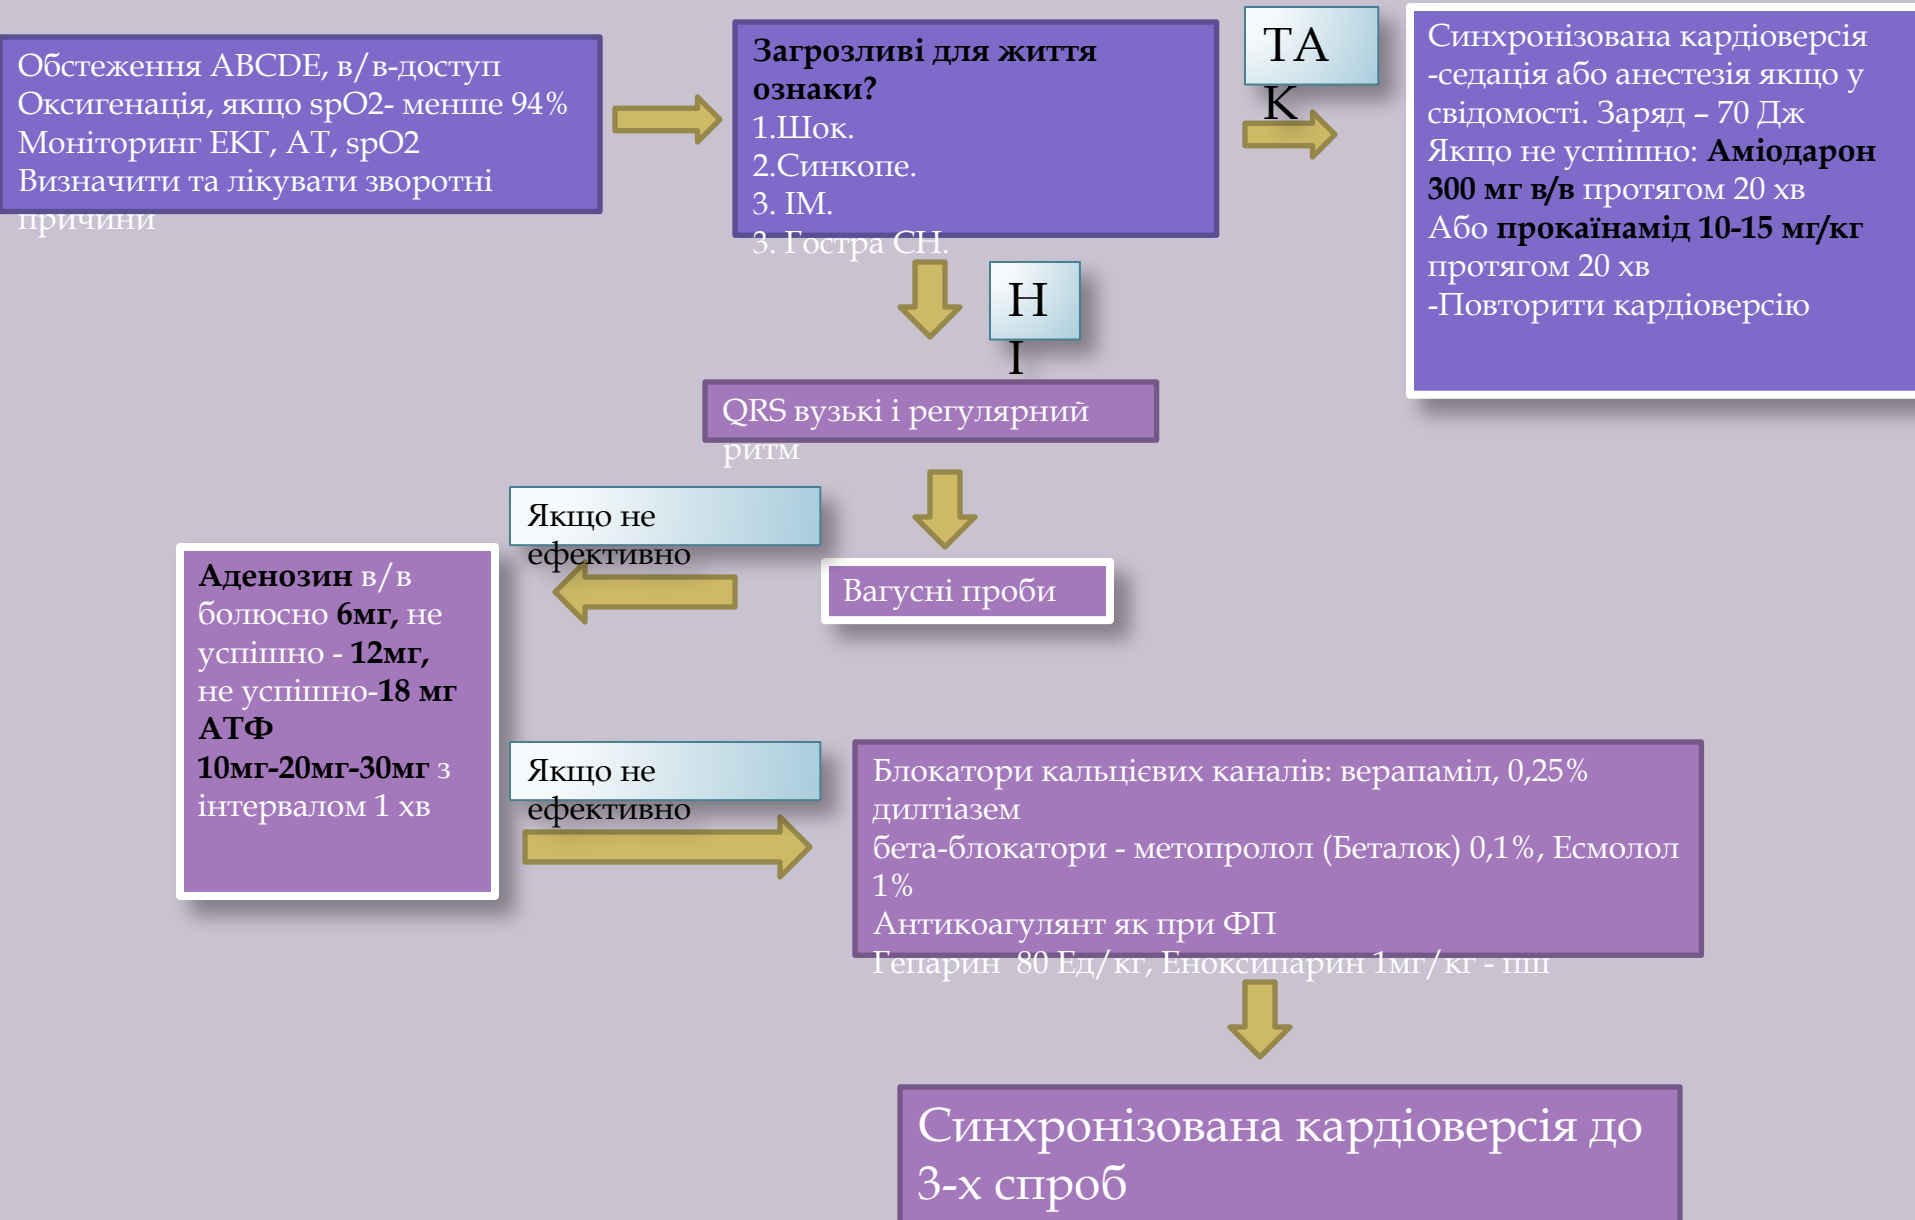 Обстеження ABCDE, в/в-доступ
Оксигенація, якщо spO2- менше 94%
Моніторинг ЕКГ, АТ, spO2
Визначити та лікувати зворотні
причини
Загрозливі для життя
ознаки?
1.Шок.
2.Синкопе.
3. ІМ.
3. Гостра СН.
ТА
К
Синхронізована кардіоверсія
-седація або анестезія якщо у
свідомості. Заряд – 70 Дж
Якщо не успішно: Аміодарон
300 мг в/в протягом 20 хв
Або прокаїнамід 10-15 мг/кг
протягом 20 хв
-Повторити кардіоверсію
Н
І
QRS вузькі і регулярний
ритм
Якщо не
ефективно
Вагусні проби
Аденозин в/в
болюсно 6мг, не
успішно - 12мг,
не успішно-18 мг
АТФ
10мг-20мг-30мг з
інтервалом 1 хв
Якщо не
ефективно
Блокатори кальцієвих каналів: верапаміл, 0,25%
дилтіазем
бета-блокатори - метопролол (Беталок) 0,1%, Есмолол
1%
Антикоагулянт як при ФП
Гепарин 80 Ед/кг, Еноксипарин 1мг/кг - пш
Синхронізована кардіоверсія до
3-х спроб